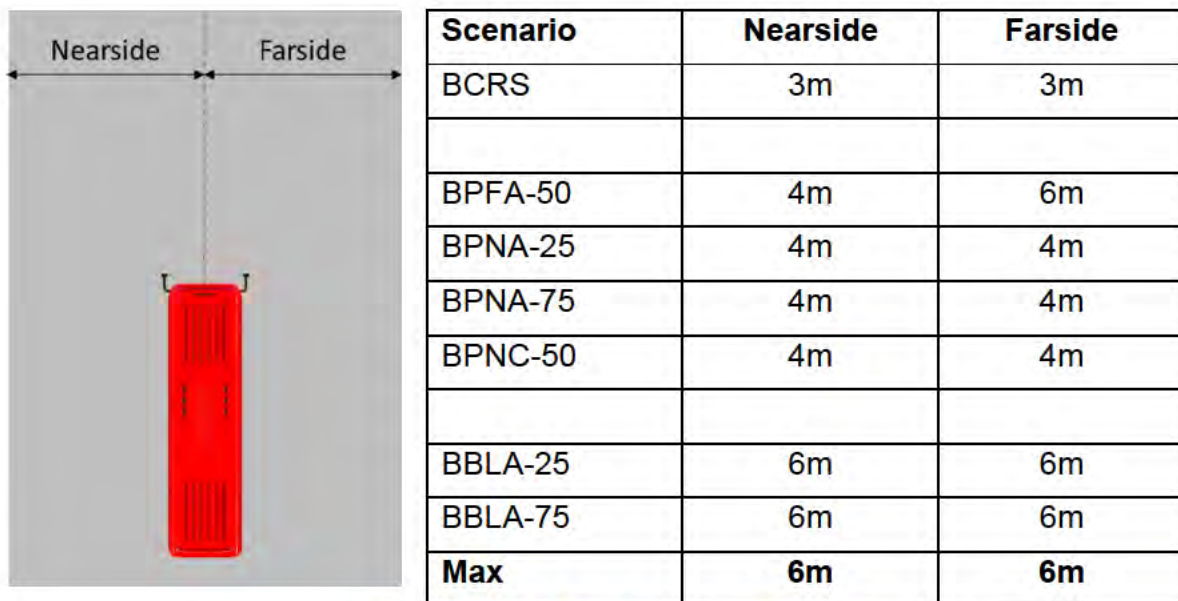 Nearside Farside
Scenario Nearside Farside
BCRS 3m 3m
BPFA-50 4m 6m
BPNA-25 4m 4m
BPNA-75 4m 4m
BPNC-50 4m 4m
BBLA-25 6m 6m
BBLA-75 6m 6m
Max 6m 6m